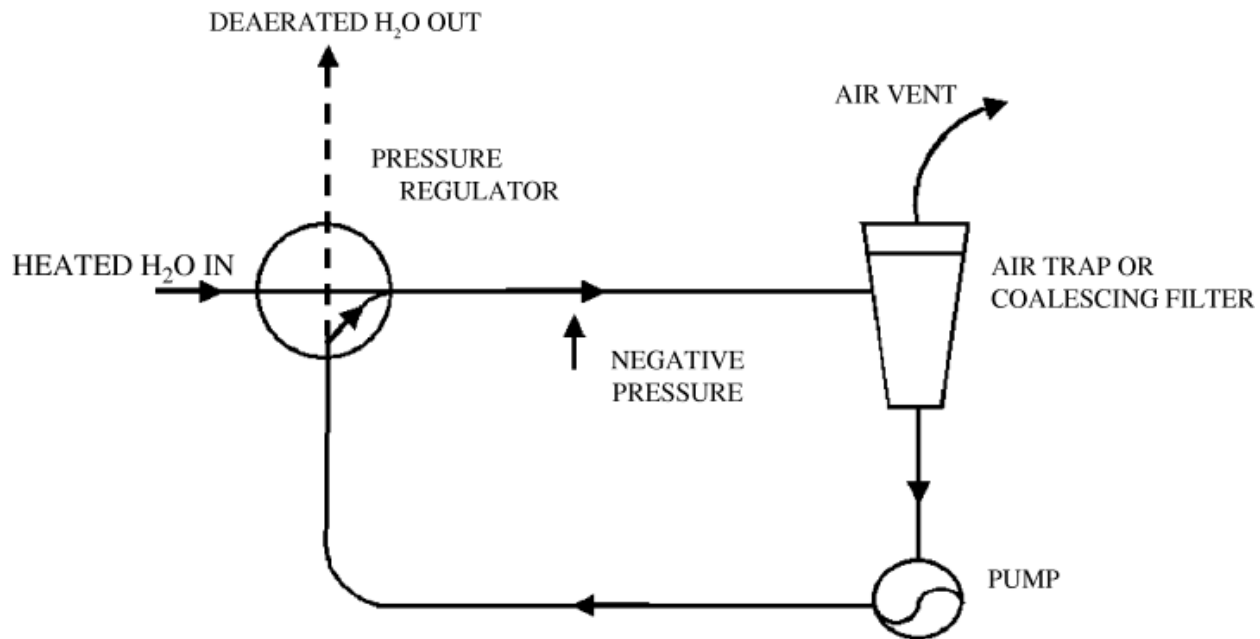 DEAERATED H₂O OUT
AIR VENT
PRESSURE
REGULATOR
HEATED H₂O IN
AIR TRAP OR
COALESCING FILTER
NEGATIVE
PRESSURE
PUMP